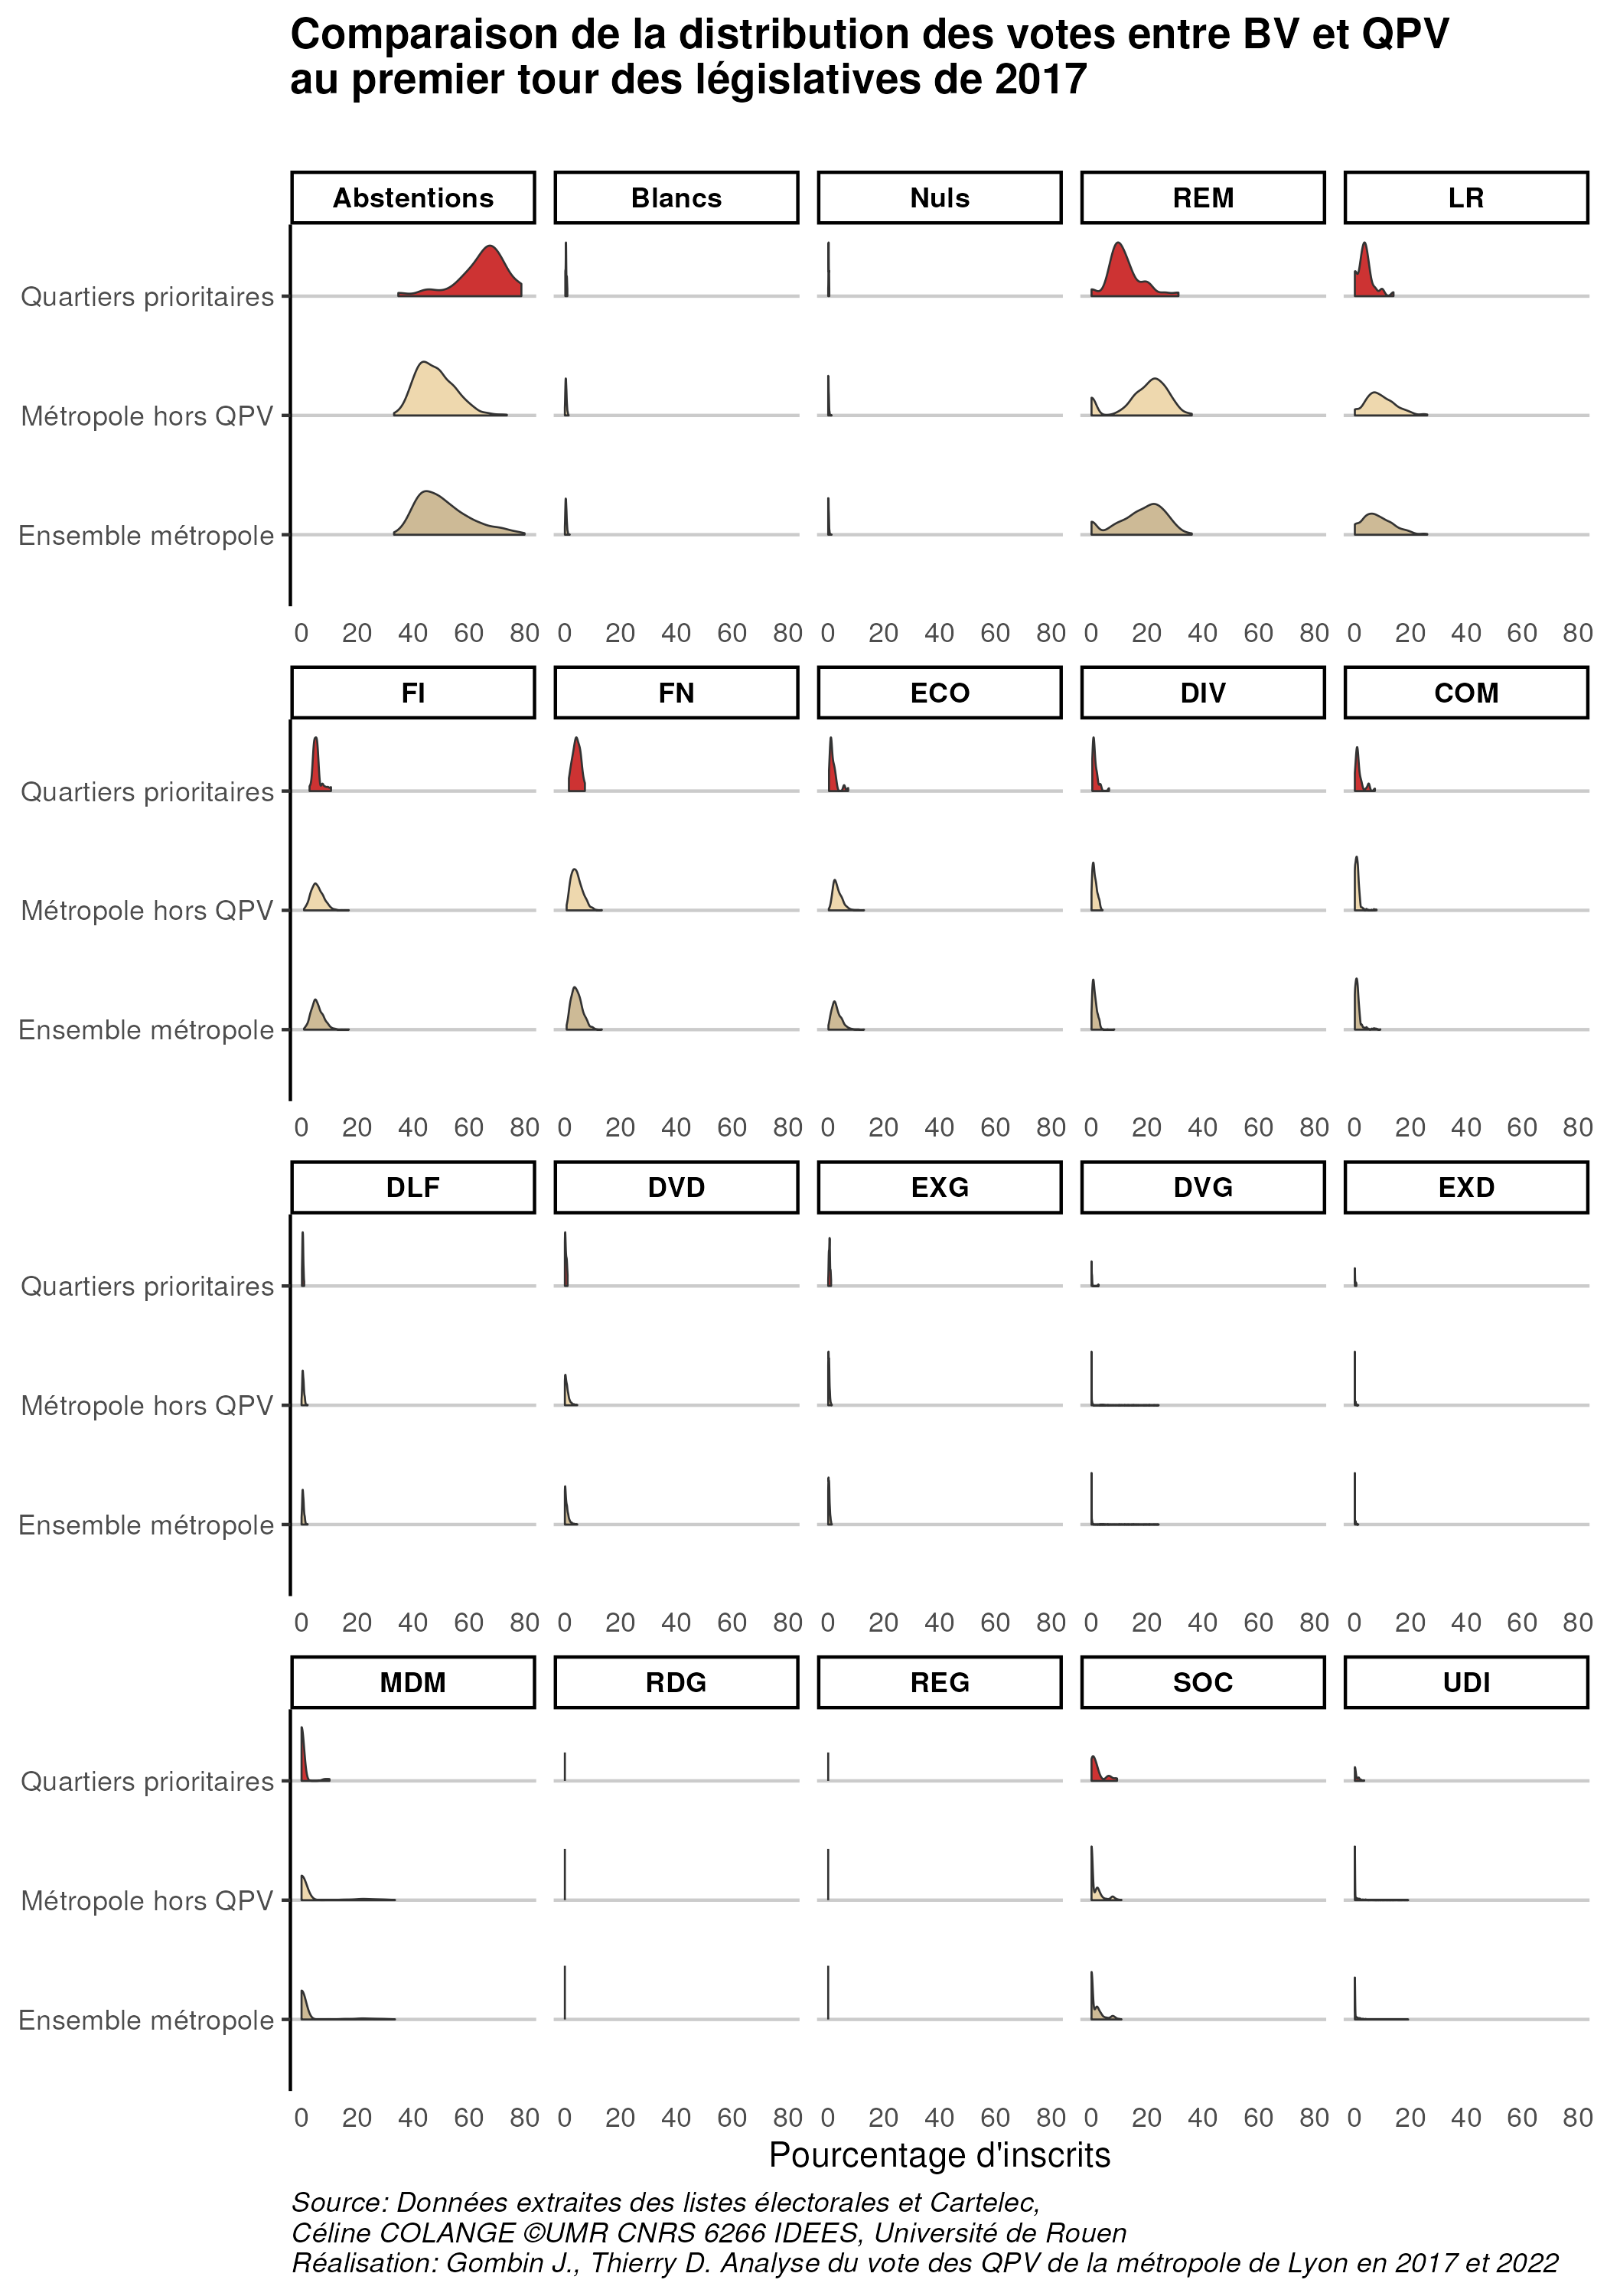 Comparaison de la distribution des votes entre BV et QPV
au premier tour des législatives de 2017
Abstentions Blancs Nuls REM LR
Quartiers prioritaires
Métropole hors QPV
Ensemble métropole
0 20 40 60 80 0 20 40 60 80 0 20 40 60 80 0 20 40 60 80 0 20 40 60 80
FI FN ECO DIV COM
Quartiers prioritaires
Métropole hors QPV
Ensemble métropole
0 20 40 60 80 0 20 40 60 80 0 20 40 60 80 0 20 40 60 80 0 20 40 60 80
DLF DVD EXG DVG EXD
Quartiers prioritaires
Métropole hors QPV
Ensemble métropole
0 20 40 60 80 0 20 40 60 80 0 20 40 60 80 0 20 40 60 80 0 20 40 60 80
MDM RDG REG SOC UDI
Quartiers prioritaires
Métropole hors QPV
Ensemble métropole
0 20 40 60 80 0 20 40 60 80 0 20 40 60 80 0 20 40 60 80 0 20 40 60 80
Pourcentage d'inscrits
Source: Données extraites des listes électorales et Cartelec,
Céline COLANGE ©UMR CNRS 6266 IDEES, Université de Rouen
Réalisation: Gombin J., Thierry D. Analyse du vote des QPV de la métropole de Lyon en 2017 et 2022